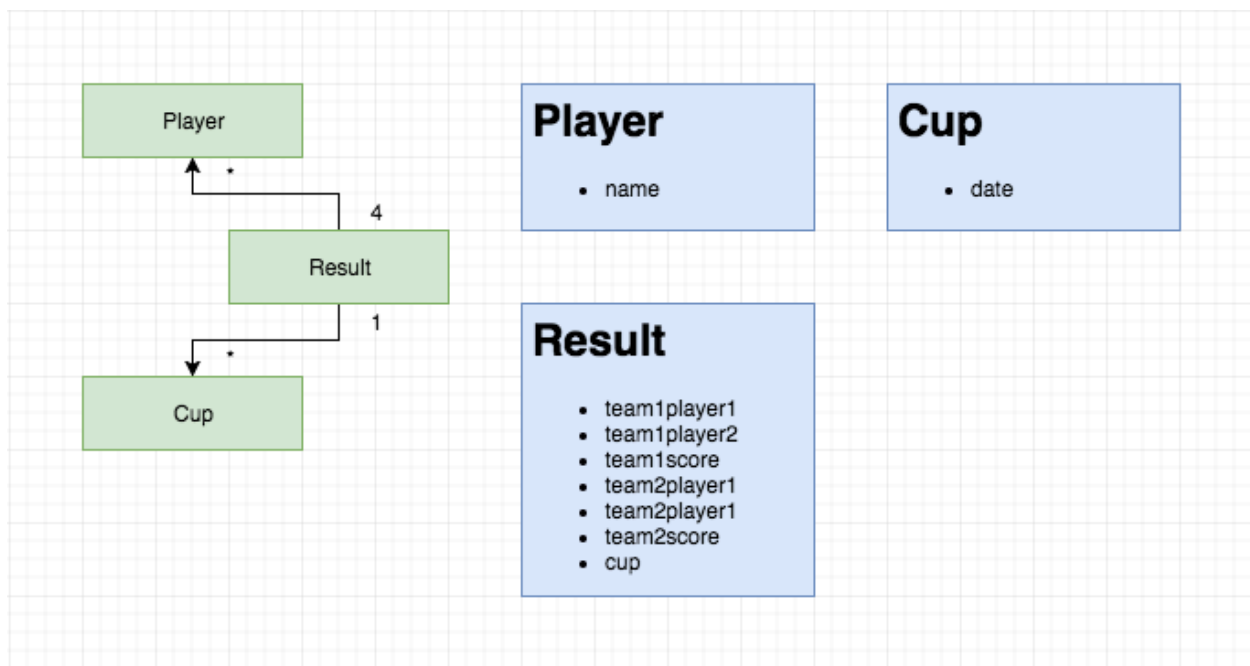 Player
*
4
Result
1
*
Cup
Player
• name
Cup
• date
Result
• team1player1
• team1player2
• team1score
• team2player1
• team2player1
• team2score
• cup